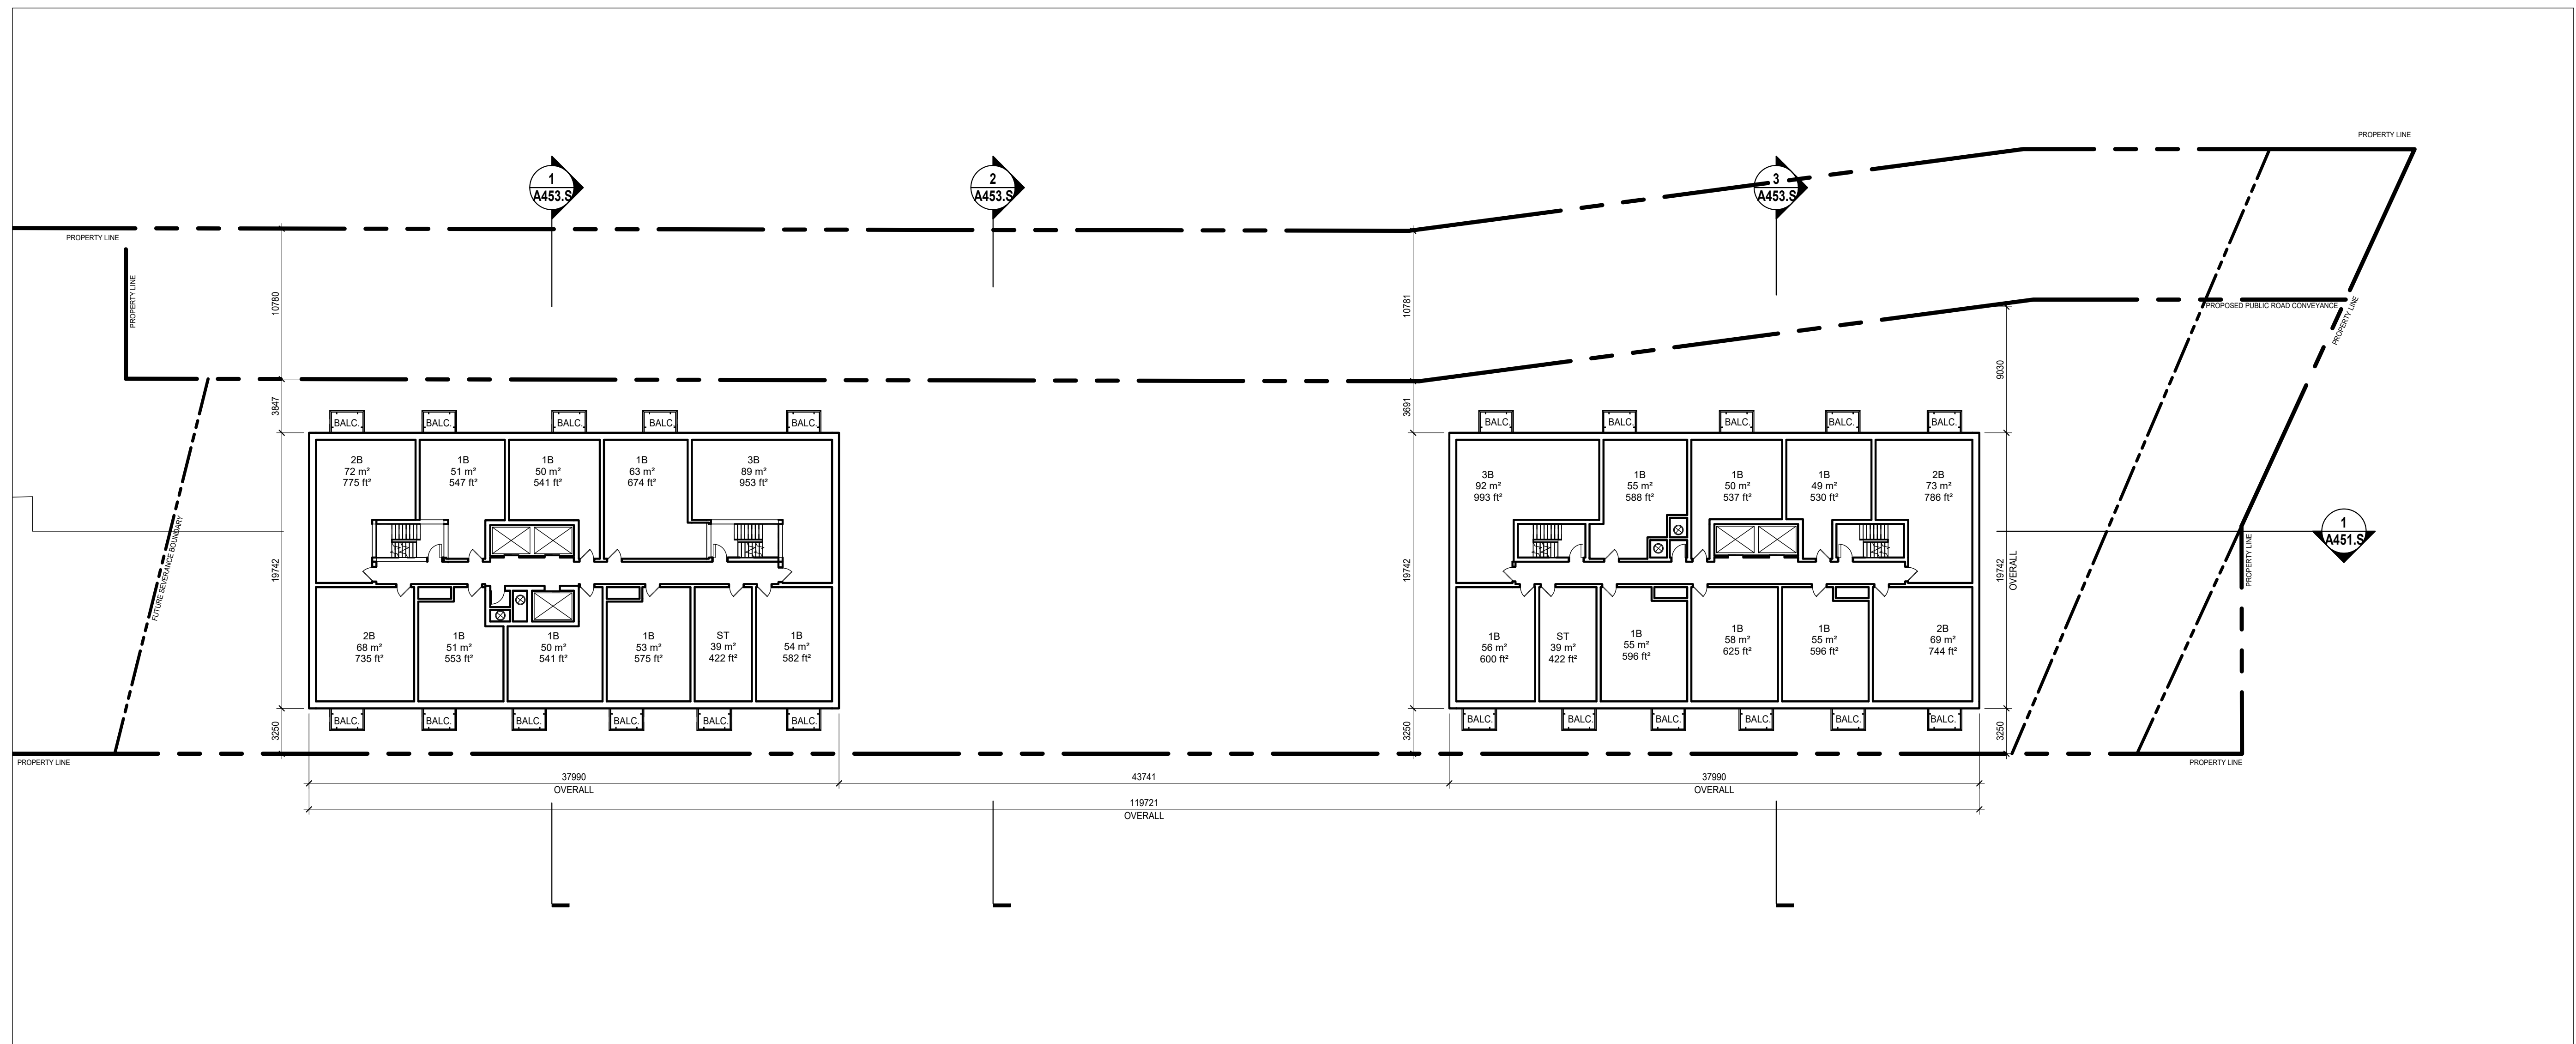 PROPERTY LINE
1
A453.S
2
A453.S
3
A453.S
PROPERTY LINE
PROPERTY LINE
10780
10781
PROPOSED PUBLIC ROAD CONVEYANCE
PROPERTY LINE
9030
3847
3691
BALC.
BALC.
BALC.
BALC.
BALC.
BALC.
BALC.
BALC.
BALC.
BALC.
2B
72 m²
775 ft²
1B
51 m²
547 ft²
1B
50 m²
541 ft²
1B
63 m²
674 ft²
3B
89 m²
953 ft²
3B
92 m²
993 ft²
1B
55 m²
588 ft²
1B
50 m²
537 ft²
1B
49 m²
530 ft²
2B
73 m²
786 ft²
FUTURE SEVERANCE BOUNDARY
19742
19742
19742
OVERALL
PROPERTY LINE
1
A451.S
2B
68 m²
735 ft²
1B
51 m²
553 ft²
1B
50 m²
541 ft²
1B
53 m²
575 ft²
ST
39 m²
422 ft²
1B
54 m²
582 ft²
1B
56 m²
600 ft²
ST
39 m²
422 ft²
1B
55 m²
596 ft²
1B
58 m²
625 ft²
1B
55 m²
596 ft²
2B
69 m²
744 ft²
BALC.
BALC.
BALC.
BALC.
BALC.
BALC.
BALC.
BALC.
BALC.
BALC.
BALC.
BALC.
3250
3250
3250
PROPERTY LINE
PROPERTY LINE
37990
OVERALL
43741
37990
OVERALL
119721
OVERALL